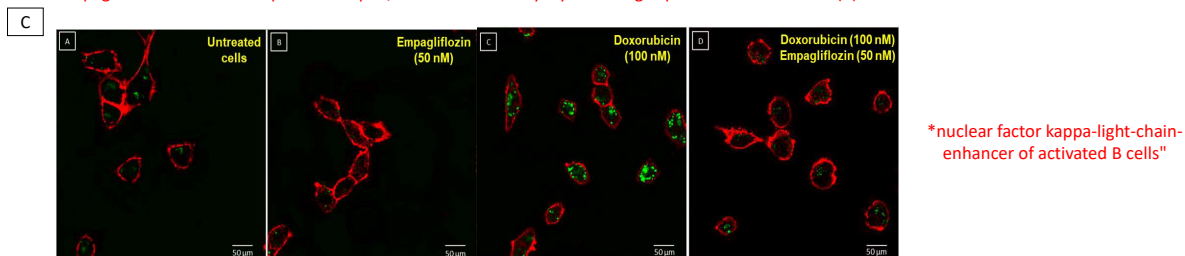 C
A
Untreated
cells
50 µm
B
Empagliflozin
(50 nM)
50 µm
C
Doxorubicin
(100 nM)
50 µm
D
Doxorubicin (100 nM)
Empagliflozin (50 nM)
50 µm
*nuclear factor kappa-light-chain-
enhancer of activated B cells"